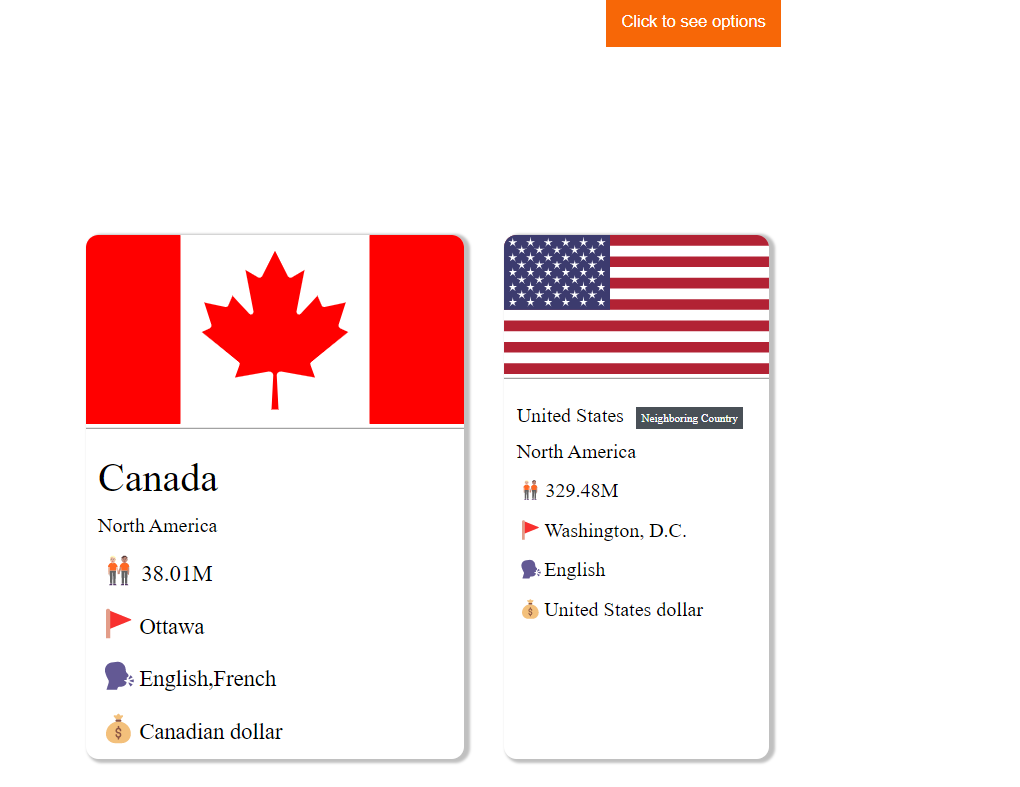 Click to see options
Canada
North America
38.01M
Ottawa
English,French
Canadian dollar
United States Neighboring Country
North America
329.48M
Washington, D.C.
English
United States dollar